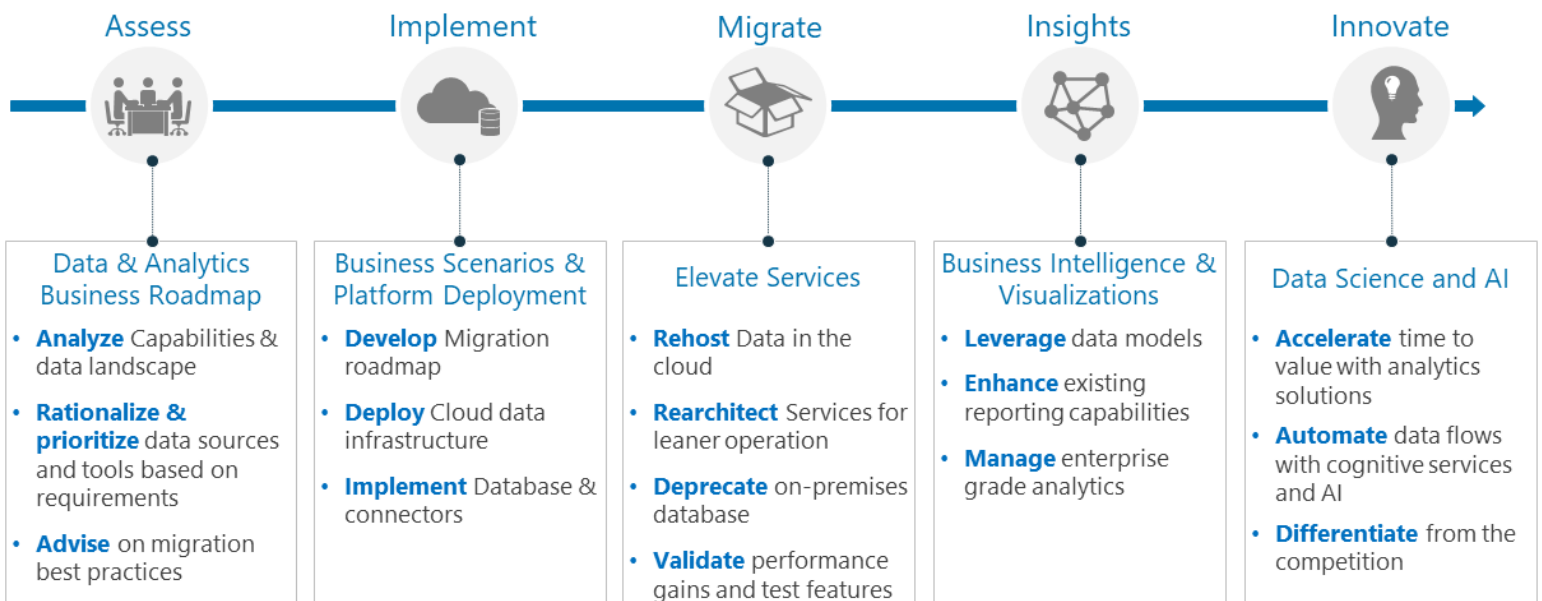 Assess
Implement
Migrate
Insights
Innovate
Data & Analytics
Business Roadmap
• Analyze Capabilities &
data landscape
• Rationalize &
prioritize data sources
and tools based on
requirements
• Advise on migration
best practices
Business Scenarios &
Platform Deployment
• Develop Migration
roadmap
• Deploy Cloud data
infrastructure
• Implement Database &
connectors
Elevate Services
• Rehost Data in the
cloud
• Rearchitect Services for
leaner operation
• Deprecate on-premises
database
• Validate performance
gains and test features
Business Intelligence &
Visualizations
• Leverage data models
• Enhance existing
reporting capabilities
• Manage enterprise
grade analytics
Data Science and AI
• Accelerate time to
value with analytics
solutions
• Automate data flows
with cognitive services
and AI
• Differentiate from the
competition